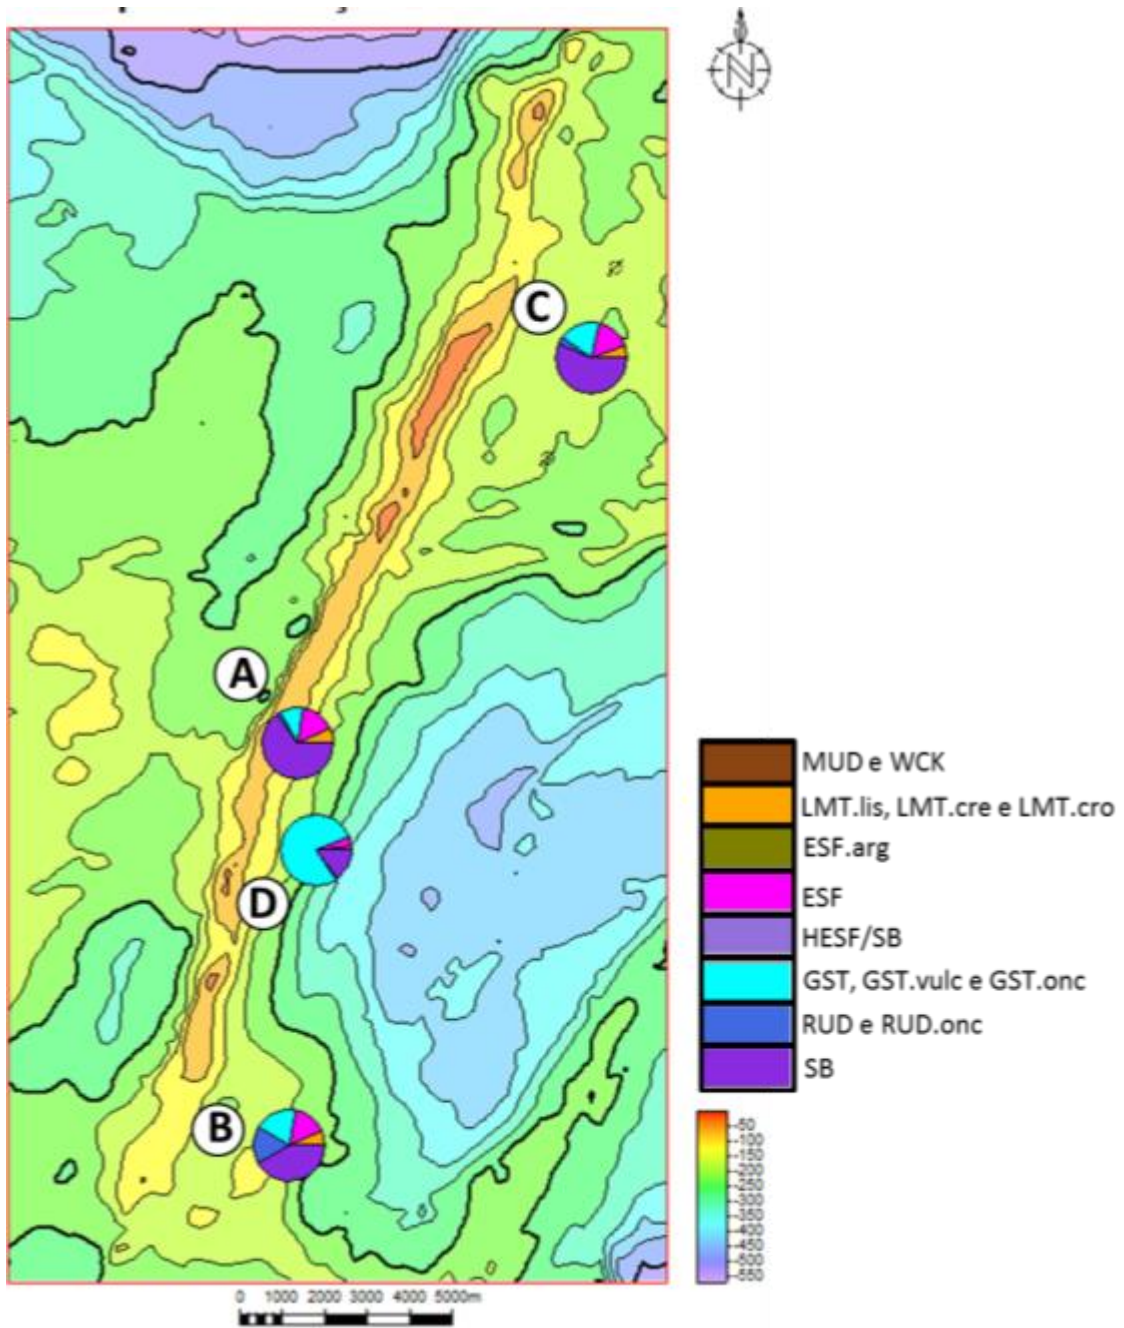 N
C
A
D
B
MUD e WCK
LMT.lis, LMT.cre e LMT.cro
ESF.arg
ESF
HESF/SB
GST, GST.vulc e GST.onc
RUD e RUD.onc
SB
-50
-100
-150
-200
-250
-300
-350
-400
-450
-500
-550
0 1000 2000 3000 4000 5000m